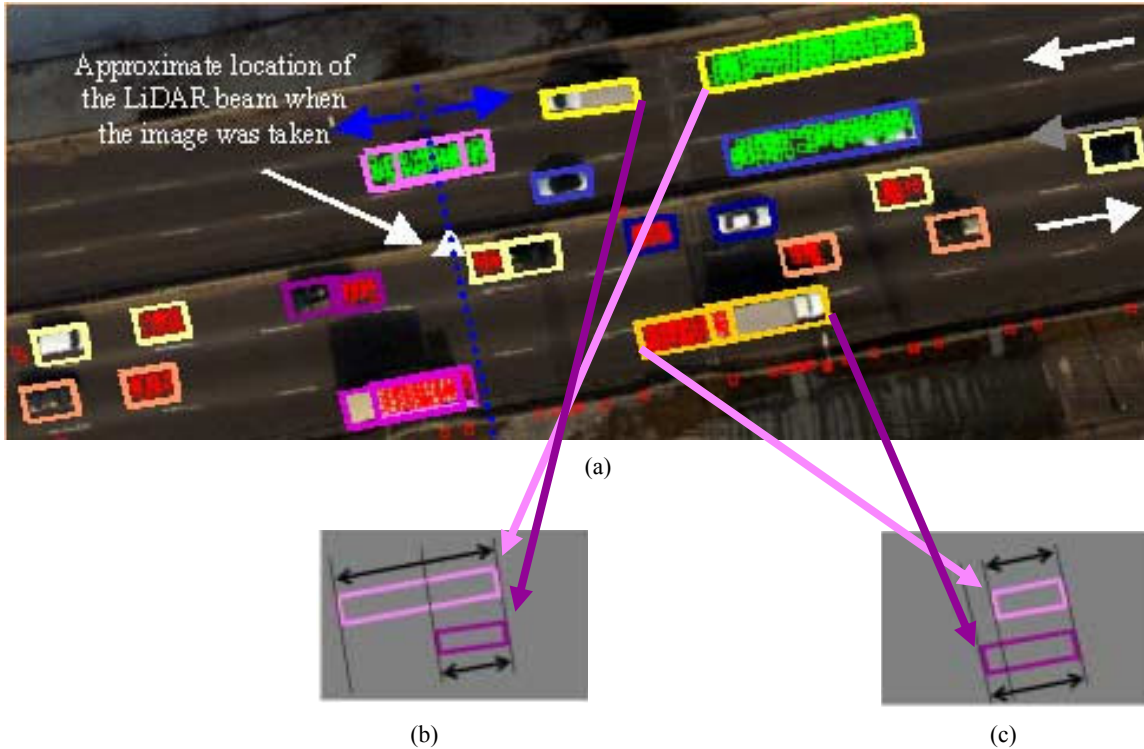 Approximate location of
the LiDAR beam when
the image was taken
(a)
(b)
(c)